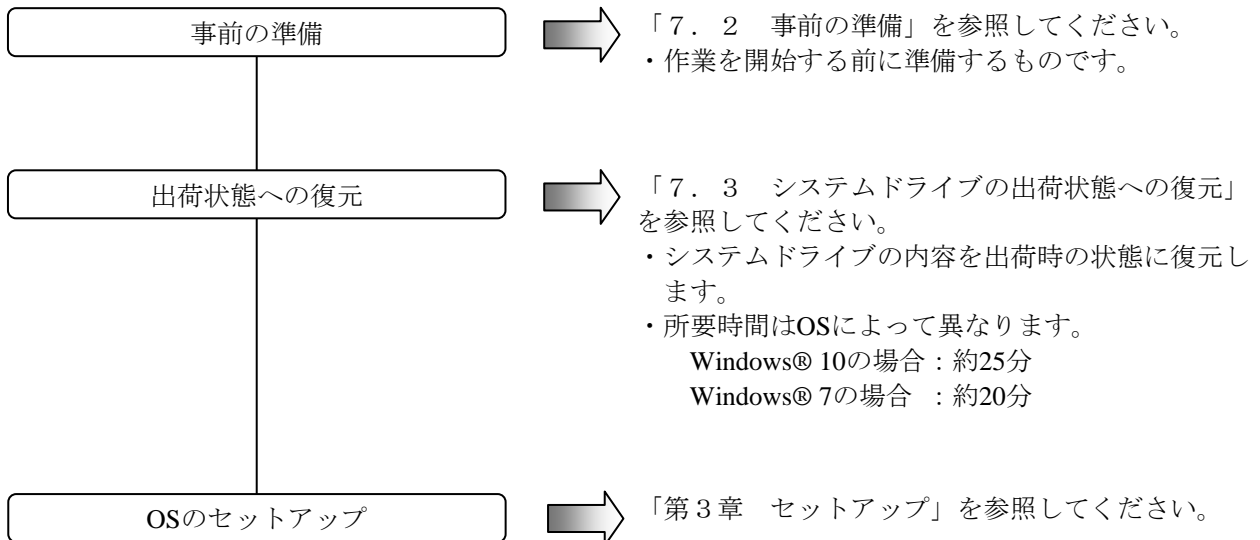 事前の準備
「７．２　事前の準備」を参照してください。
・作業を開始する前に準備するものです。
出荷状態への復元
「７．３　システムドライブの出荷状態への復元」
を参照してください。
・システムドライブの内容を出荷時の状態に復元し
ます。
・所要時間はOSによって異なります。
Windows® 10の場合：約25分
Windows® 7の場合　：約20分
OSのセットアップ
「第３章　セットアップ」を参照してください。